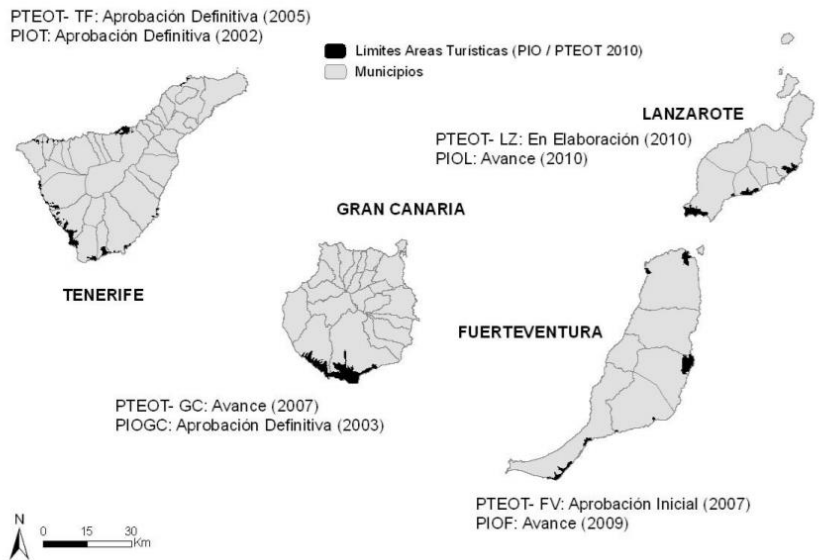 PTEOT- TF: Aprobación Definitiva (2005)
PIOT: Aprobación Definitiva (2002)
Límites Areas Turísticas (PIO / PTEOT 2010)
Municipios
LANZAROTE
PTEOT- LZ: En Elaboración (2010)
PIOL: Avance (2010)
GRAN CANARIA
TENERIFE
FUERTEVENTURA
PTEOT- GC: Avance (2007)
PIOGC: Aprobación Definitiva (2003)
PTEOT- FV: Aprobación Inicial (2007)
PIOF: Avance (2009)
N
0 15 30
Km